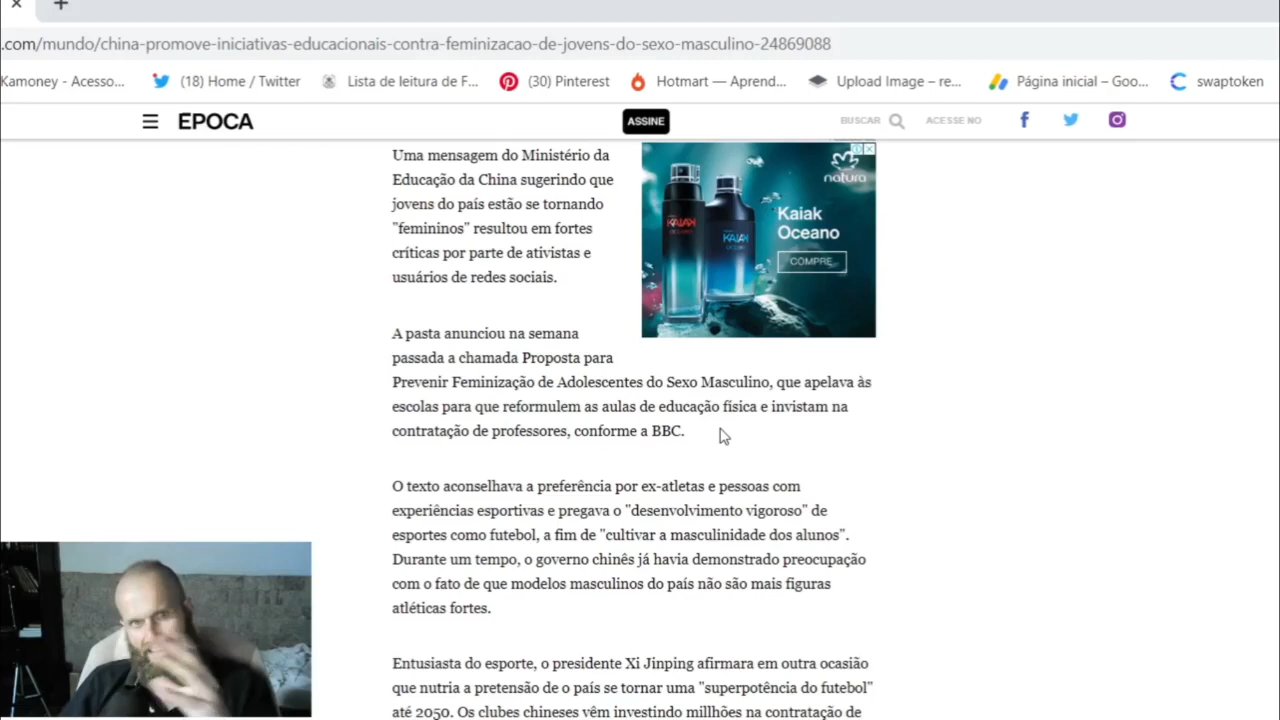 .com/mundo/china-promove-iniciativas-educacionais-contra-feminizacao-de-jovens-do-sexo-masculino-24869088
Kamoney - Acesso... (18) Home / Twitter Lista de leitura de F... (30) Pinterest Hotmart — Aprend... Upload Image – re... Página inicial – Goo... swaptoken
EPOCA ASSINE BUSCAR ACESSE NO
Uma mensagem do Ministério da
Educação da China sugerindo que
jovens do país estão se tornando
"femininos" resultou em fortes
críticas por parte de ativistas e
usuários de redes sociais.
natura
Kaiak
Oceano
COMPRE
KAIAK
KAIAK
A pasta anunciou na semana
passada a chamada Proposta para
Prevenir Feminização de Adolescentes do Sexo Masculino, que apelava às
escolas para que reformulem as aulas de educação física e invistam na
contratação de professores, conforme a BBC.
O texto aconselhava a preferência por ex-atletas e pessoas com
experiências esportivas e pregava o "desenvolvimento vigoroso" de
esportes como futebol, a fim de "cultivar a masculinidade dos alunos".
Durante um tempo, o governo chinês já havia demonstrado preocupação
com o fato de que modelos masculinos do país não são mais figuras
atléticas fortes.
Entusiasta do esporte, o presidente Xi Jinping afirmara em outra ocasião
que nutria a pretensão de o país se tornar uma "superpotência do futebol"
até 2050. Os clubes chineses vêm investindo millhões na contratação de